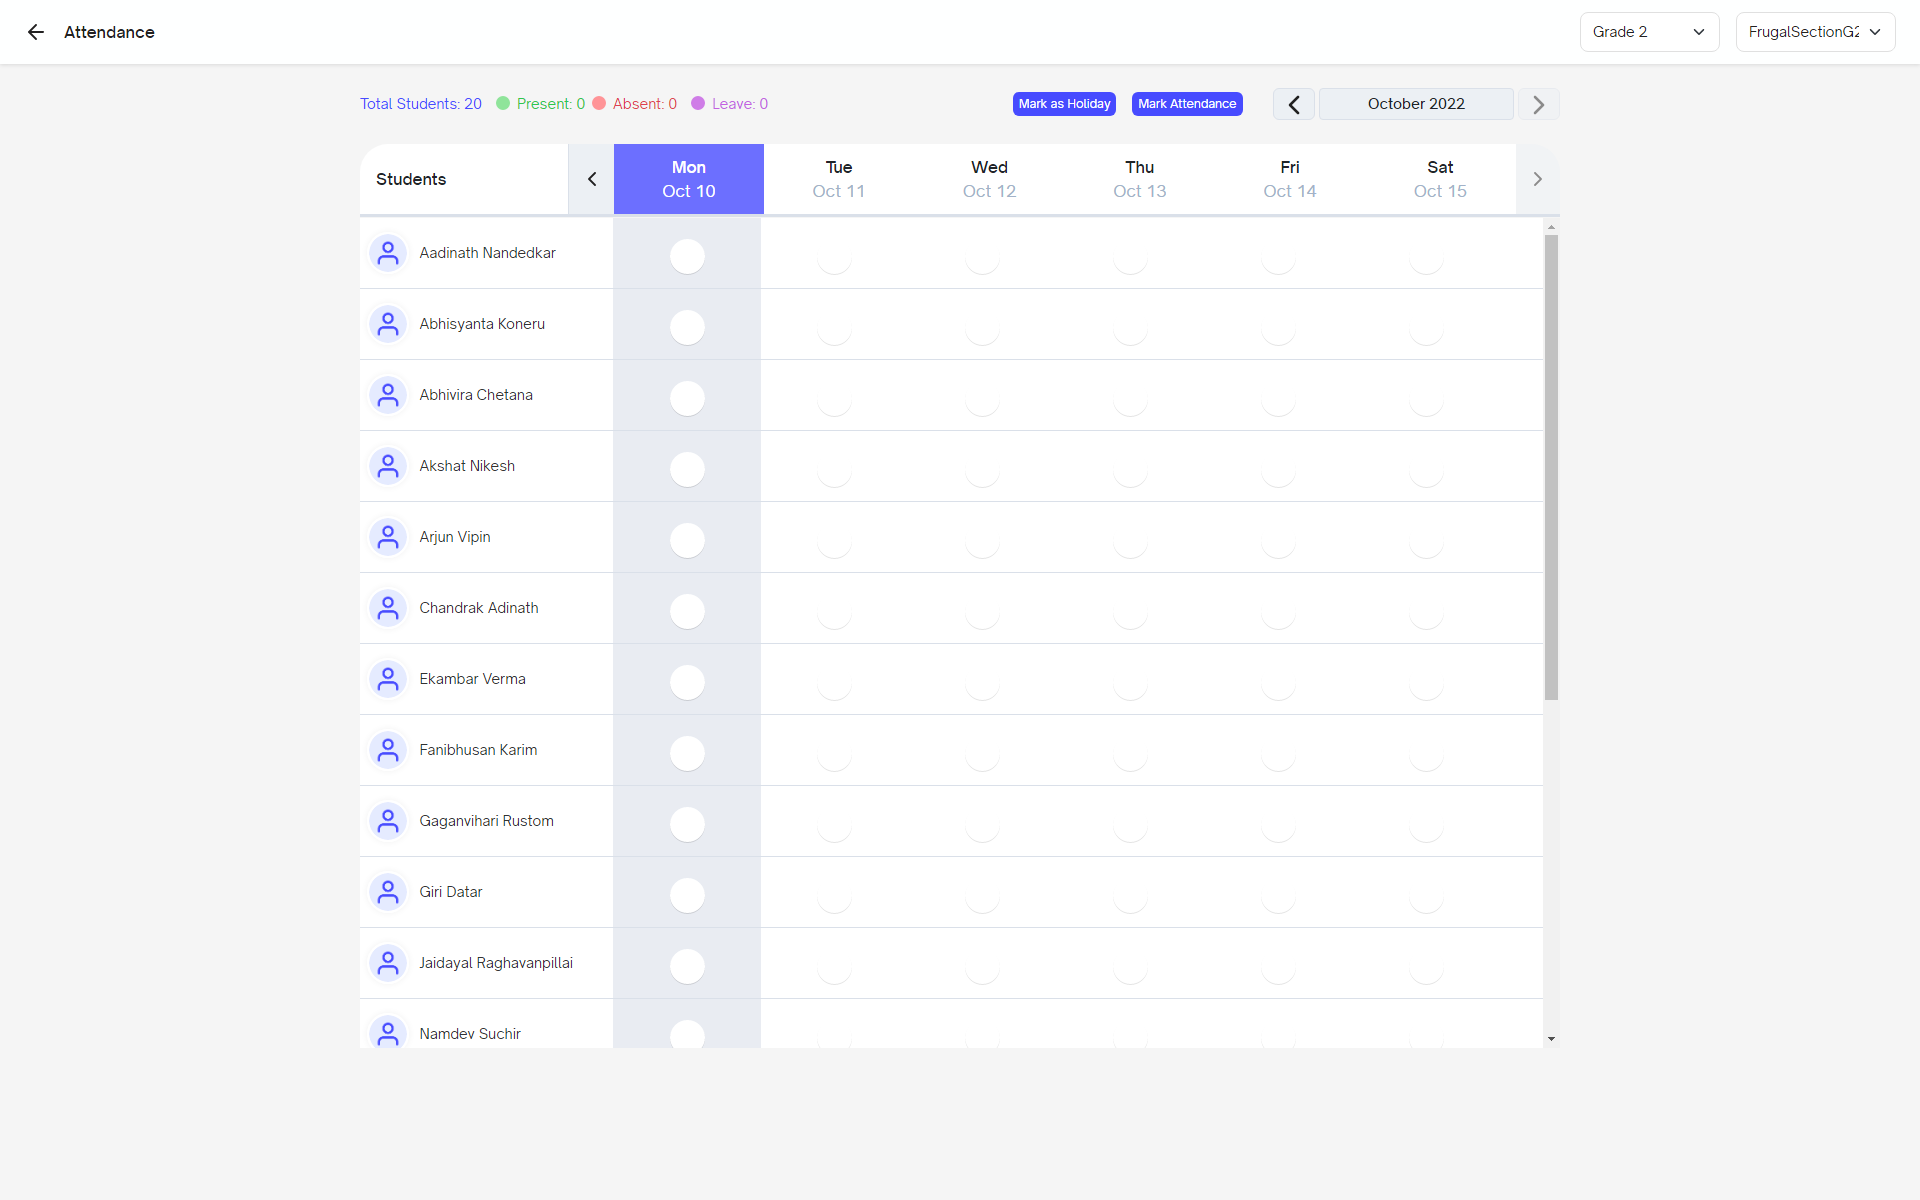 Attendance
Grade 2
FrugalSectionG2
Total Students: 20 Present: 0 Absent: 0 Leave: 0
Mark as Holiday
Mark Attendance
October 2022
Students
Mon Tue Wed Thu Fri Sat
Oct 10 Oct 11 Oct 12 Oct 13 Oct 14 Oct 15
Aadinath Nandedkar
Abhisyanta Koneru
Abhivira Chetana
Akshat Nikesh
Arjun Vipin
Chandrak Adinath
Ekambar Verma
Fanibhusan Karim
Gaganvihari Rustom
Giri Datar
Jaidayal Raghavanpillai
Namdev Suchir